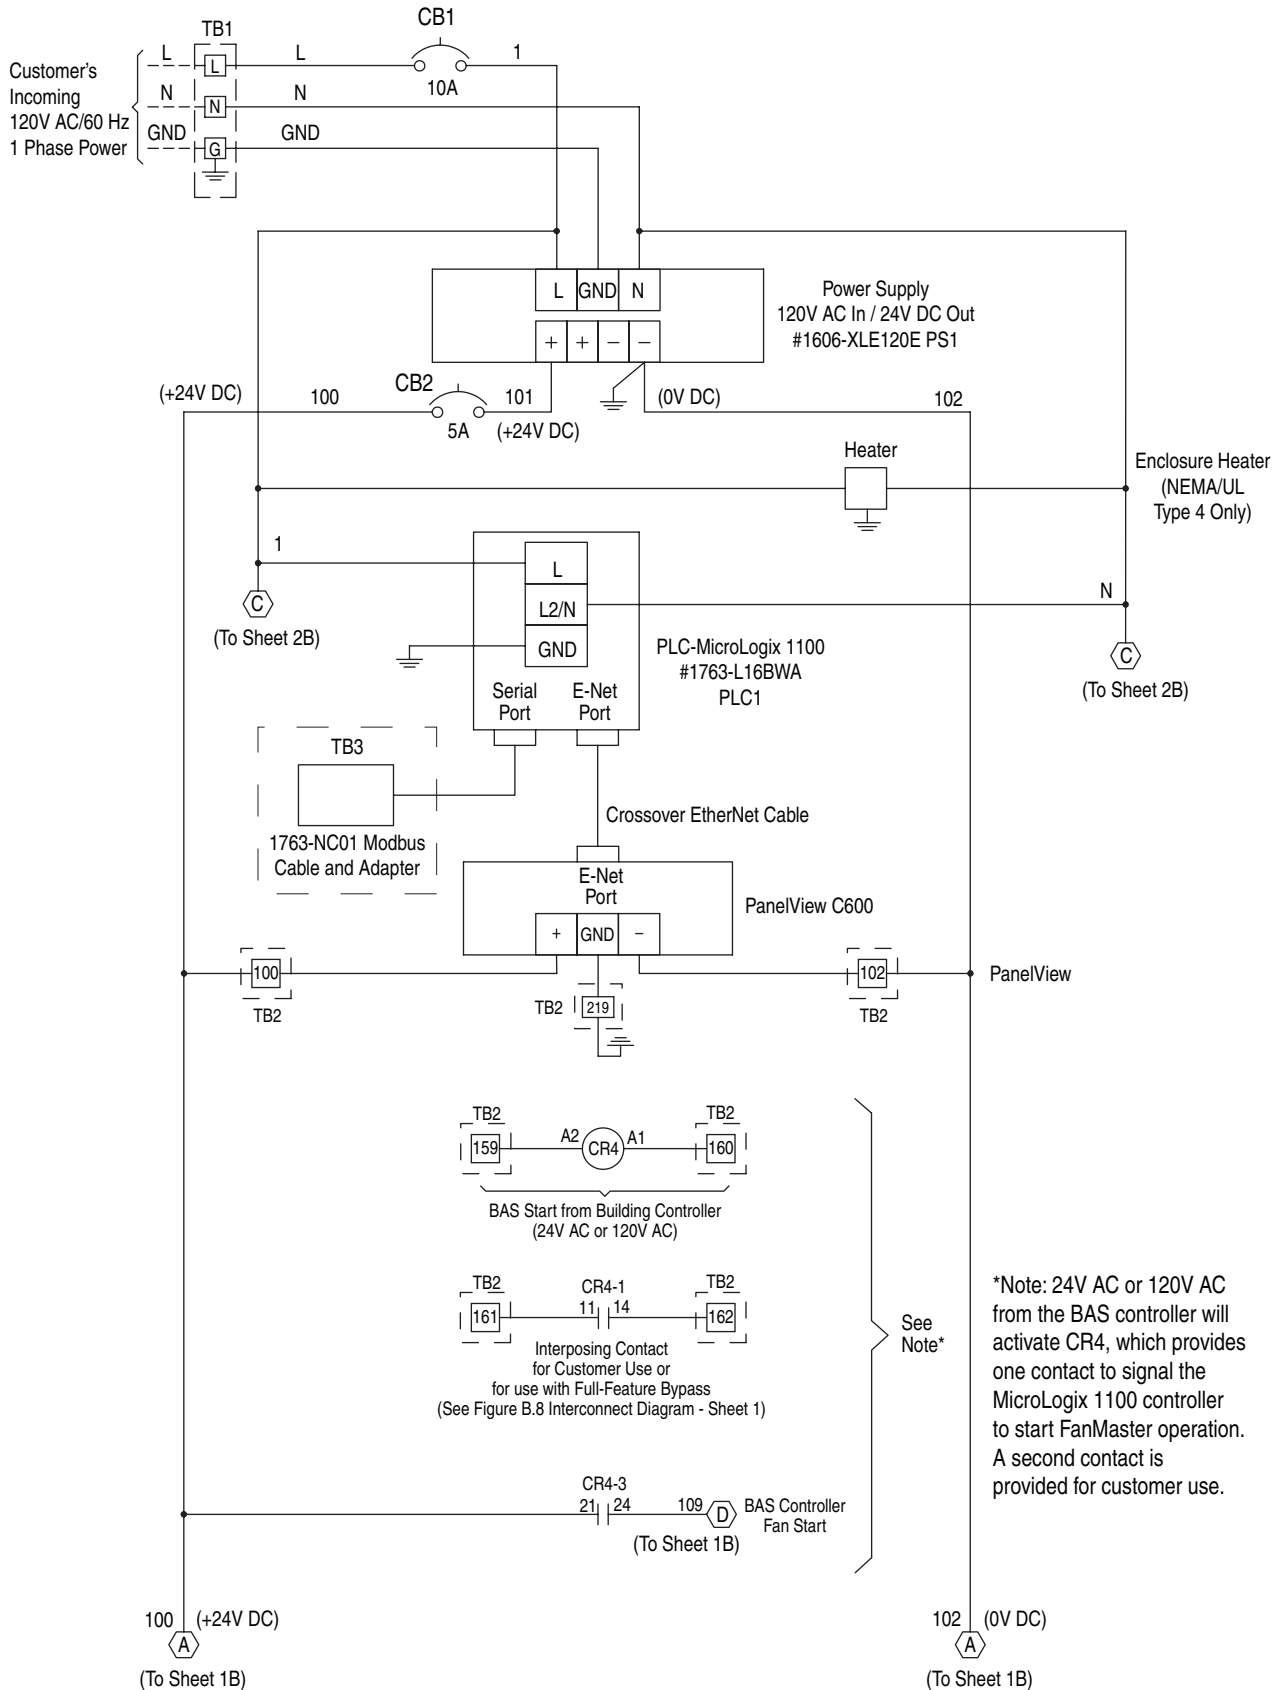 CB1
TB1
L
L
L
1
Customer's
Incoming
120V AC/60 Hz
1 Phase Power
10A
N
N
N
GND
G
GND
L
GND
N
Power Supply
120V AC In / 24V DC Out
#1606-XLE120E PS1
+
+
−
−
(+24V DC)
100
CB2
101
(0V DC)
102
5A
(+24V DC)
Heater
Enclosure Heater
(NEMA/UL
Type 4 Only)
1
L
C
L2/N
N
(To Sheet 2B)
GND
PLC-MicroLogix 1100
#1763-L16BWA
PLC1
C
(To Sheet 2B)
Serial
Port
E-Net
Port
TB3
1763-NC01 Modbus
Cable and Adapter
Crossover EtherNet Cable
E-Net
Port
PanelView C600
+
GND
−
100
TB2
102
TB2
PanelView
TB2
219
TB2
159
A2
CR4
A1
TB2
160
BAS Start from Building Controller
(24V AC or 120V AC)
TB2
161
CR4-1
11
14
TB2
162
Interposing Contact
for Customer Use or
for use with Full-Feature Bypass
(See Figure B.8 Interconnect Diagram - Sheet 1)
See
Note*
*Note: 24V AC or 120V AC
from the BAS controller will
activate CR4, which provides
one contact to signal the
MicroLogix 1100 controller
to start FanMaster operation.
A second contact is
provided for customer use.
CR4-3
21
24
109
D
BAS Controller
Fan Start
(To Sheet 1B)
100
(+24V DC)
A
(To Sheet 1B)
102
(0V DC)
A
(To Sheet 1B)